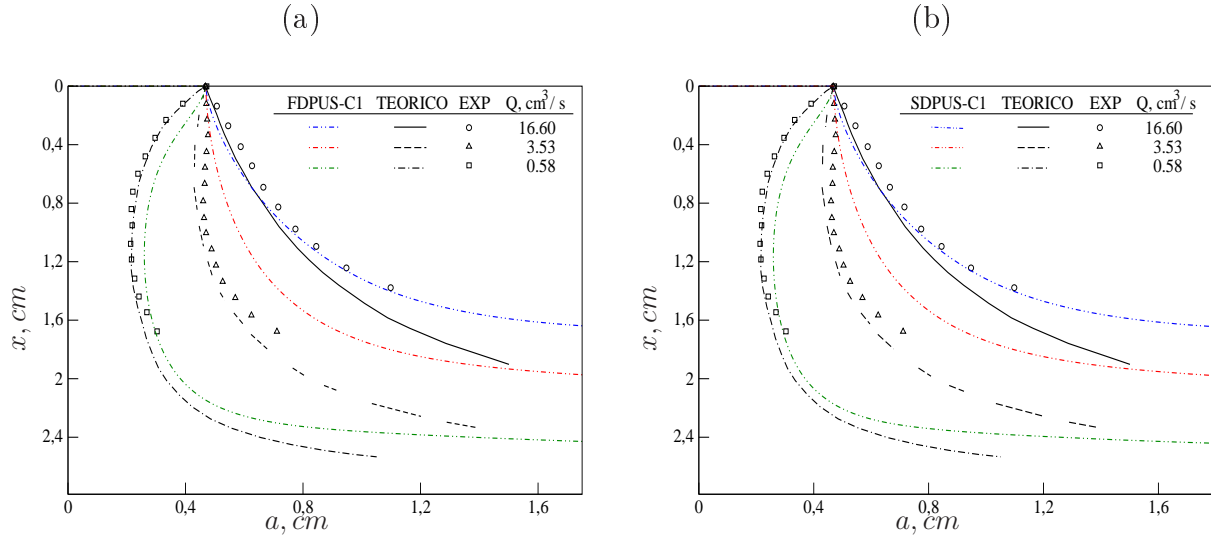 (a)
FDPUS-C1 TEORICO EXP Q, cm³/ s
16.60
3.53
0.58
0
0,4
0,8
1,2
1,6
2
2,4
x, cm
0 0,4 0,8 1,2 1,6
a, cm
(b)
SDPUS-C1 TEORICO EXP Q, cm³/ s
16.60
3.53
0.58
0
0,4
0,8
1,2
1,6
2
2,4
x, cm
0 0,4 0,8 1,2 1,6
a, cm